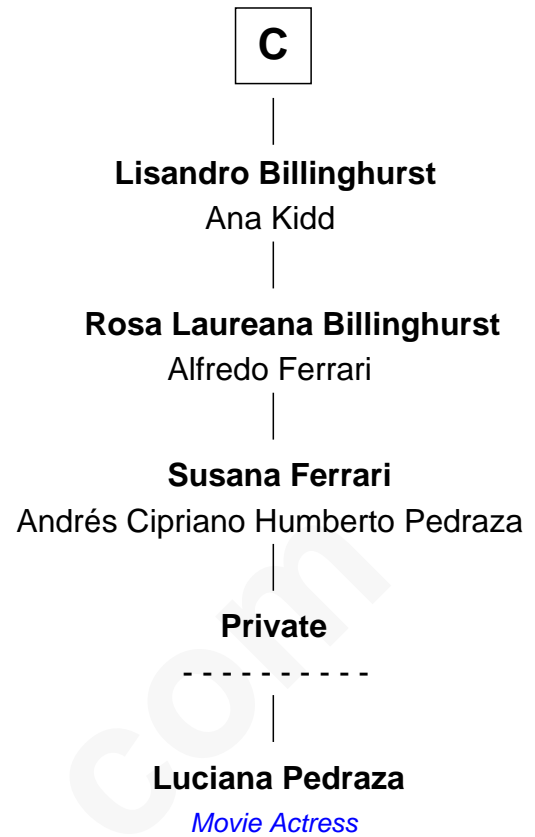 C
Lisandro Billinghurst
Ana Kidd
Rosa Laureana Billinghurst
Alfredo Ferrari
Susana Ferrari
Andrés Cipriano Humberto Pedraza
Private
- - - - - - - - - -
Luciana Pedraza
Movie Actress
com